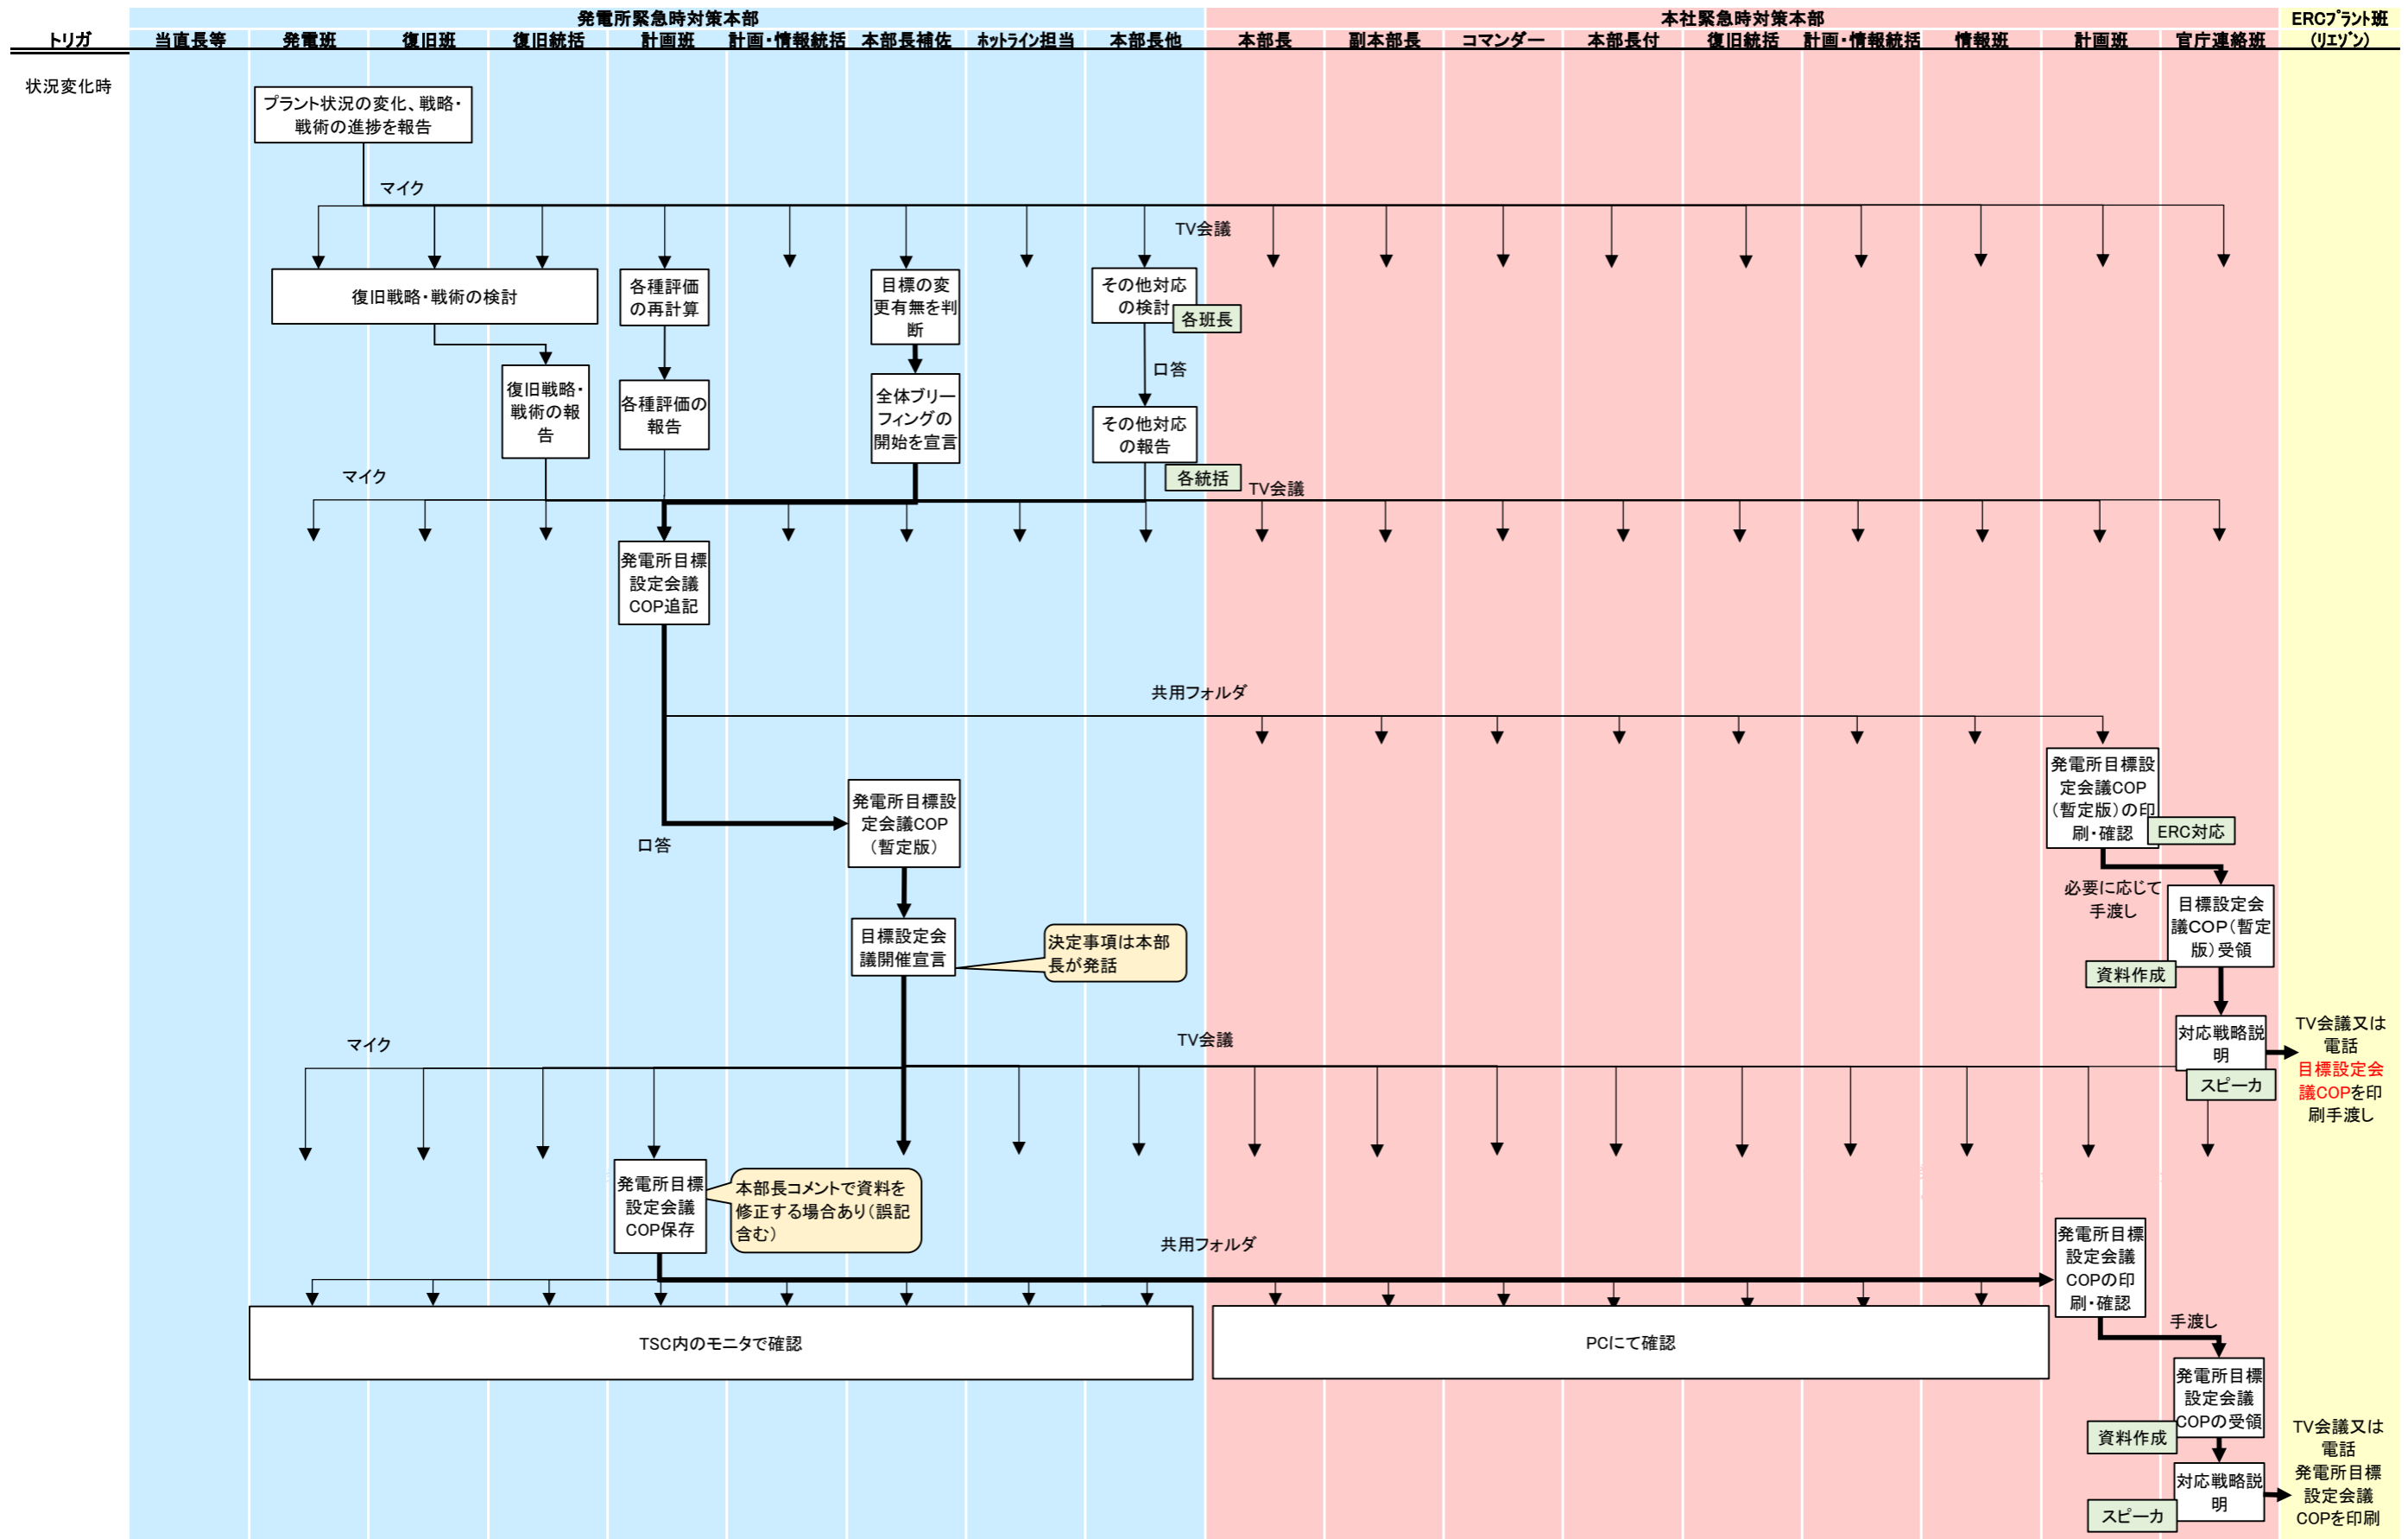 発電所緊急時対策本部
本社緊急時対策本部
ERCﾌﾟﾗﾝﾄ班
(ﾘｴｿﾞﾝ)
トリガ
当直長等
発電班
復旧班
復旧統括
計画班
計画・情報統括
本部長補佐
ﾎｯﾄﾗｲﾝ担当
本部長他
本部長
副本部長
コマンダー
本部長付
復旧統括
計画・情報統括
情報班
計画班
官庁連絡班
状況変化時
プラント状況の変化、戦略・
戦術の進捗を報告
マイク
TV会議
復旧戦略・戦術の検討
各種評価
の再計算
目標の変
更有無を判
断
その他対応
の検討
各班長
口答
復旧戦略・
戦術の報
告
各種評価の
報告
全体ブリー
フィングの
開始を宣言
その他対応
の報告
各統括
マイク
TV会議
発電所目標
設定会議
COP追記
共用フォルダ
発電所目標設
定会議COP
（暫定版）の印
刷・確認
ERC対応
発電所目標設
定会議COP
（暫定版）
口答
必要に応じて
手渡し
目標設定会
議COP（暫定
版）受領
資料作成
目標設定会
議開催宣言
決定事項は本部
長が発話
マイク
TV会議
対応戦略説
明
スピーカ
TV会議又は
電話
目標設定会
議COPを印
刷手渡し
発電所目標
設定会議
COP保存
本部長コメントで資料を
修正する場合あり（誤記
含む）
共用フォルダ
発電所目標
設定会議
COPの印
刷・確認
TSC内のモニタで確認
PCにて確認
手渡し
発電所目標
設定会議
COPの受領
資料作成
対応戦略説
明
スピーカ
TV会議又は
電話
発電所目標
設定会議
COPを印刷